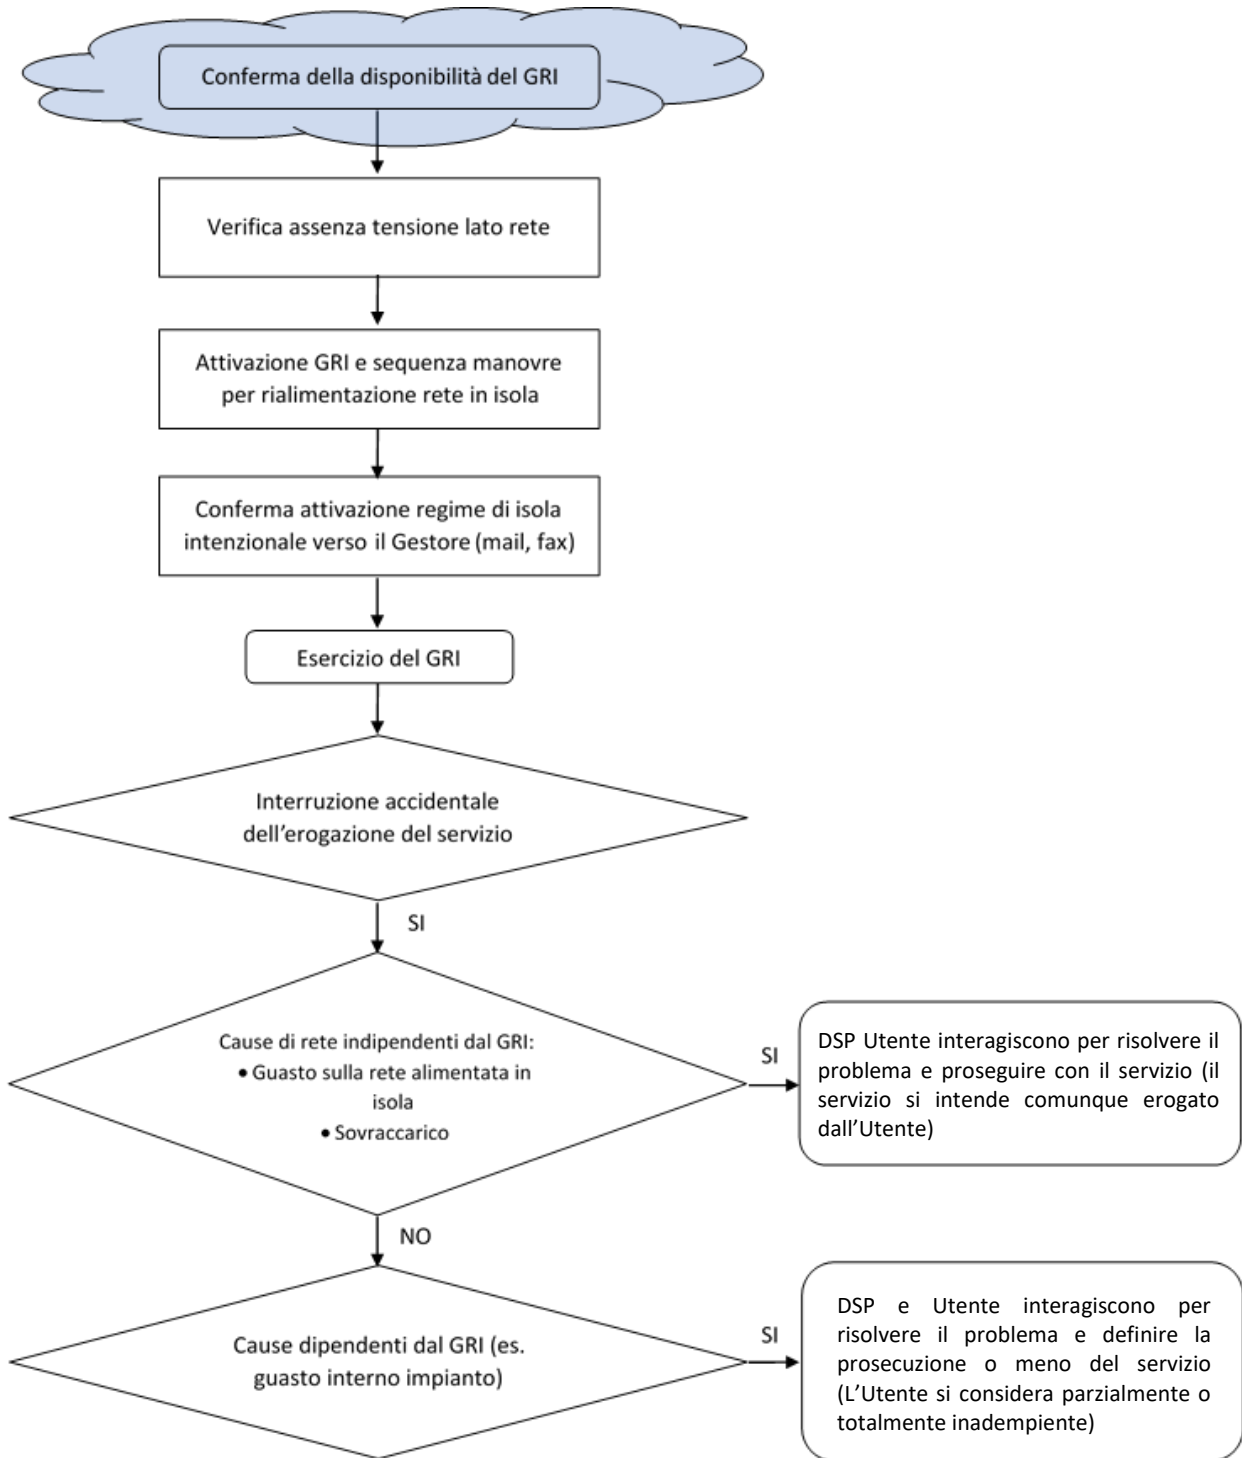 Conferma della disponibilità del GRI
Verifica assenza tensione lato rete
Attivazione GRI e sequenza manovre
per rialimentazione rete in isola
Conferma attivazione regime di isola
intenzionale verso il Gestore (mail, fax)
Esercizio del GRI
Interruzione accidentale
dell'erogazione del servizio
SI
Cause di rete indipendenti dal GRI:
• Guasto sulla rete alimentata in
isola
• Sovraccarico
SI
DSP Utente interagiscono per risolvere il
problema e proseguire con il servizio (il
servizio si intende comunque erogato
dall'Utente)
NO
Cause dipendenti dal GRI (es.
guasto interno impianto)
SI
DSP e Utente interagiscono per
risolvere il problema e definire la
prosecuzione o meno del servizio
(L'Utente si considera parzialmente o
totalmente inadempiente)